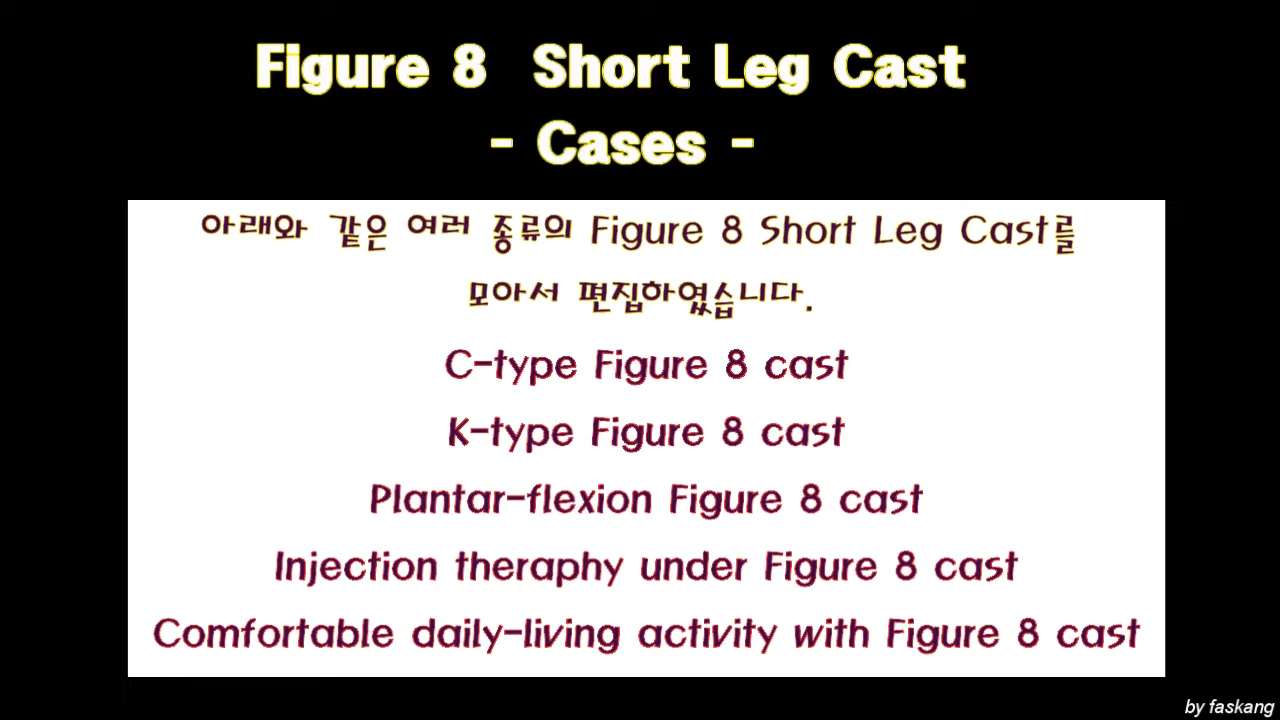 Figure 8 Short Leg Cast
- Cases -
아래와 같은 여러 종류의 Figure 8 Short Leg Cast를
모아서 편집하였습니다.
C-type Figure 8 cast
K-type Figure 8 cast
Plantar-flexion Figure 8 cast
Injection theraphy under Figure 8 cast
Comfortable daily-living activity with Figure 8 cast
by faskang